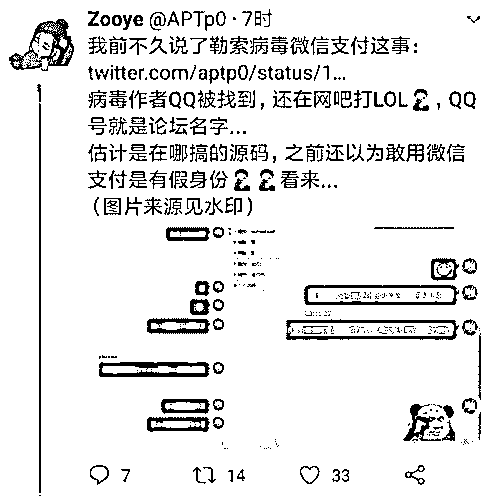 Zooye @APTp0 · 7时
我前不久说了勒索病毒微信支付这事：
twitter.com/aptp0/status/1…
病毒作者QQ被找到，还在网吧打LOL，QQ
号就是论坛名字...
估计是在哪搞的源码，之前还以为敢用微信
支付是有假身份 看来...
（图片来源见水印）
7 14 33